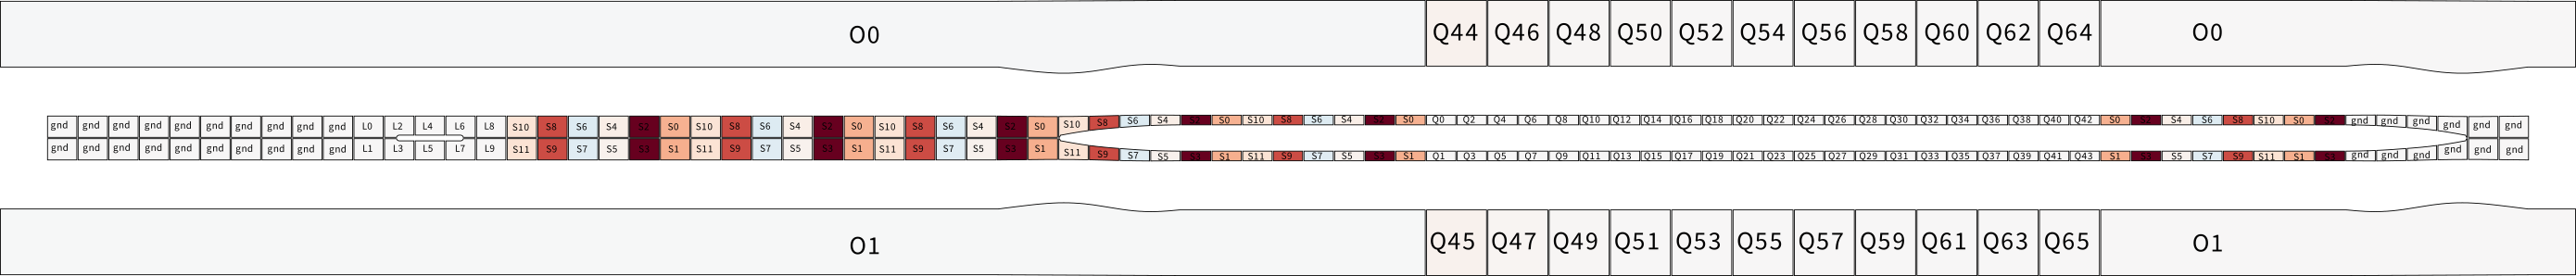 O0 Q44 Q46 Q48 Q50 Q52 Q54 Q56 Q58 Q60 Q62 Q64 O0
gnd gnd gnd gnd gnd gnd gnd gnd gnd gnd L0 L2 L4 L6 L8 S10 S8 S6 S4 S2 S0 S10 S8 S6 S4 S2 S0 S10 S8 S6 S4 S2 S0 S10 S8 S6 S4 S2 S0 S10 S8 S6 S4 S2 S0 Q0 Q2 Q4 Q6 Q8 Q10 Q12 Q14 Q16 Q18 Q20 Q22 Q24 Q26 Q28 Q30 Q32 Q34 Q36 Q38 Q40 Q42 S0 S2 S4 S6 S8 S10 S0 S2 gnd gnd gnd gnd gnd gnd
gnd gnd gnd gnd gnd gnd gnd gnd gnd gnd L1 L3 L5 L7 L9 S11 S9 S7 S5 S3 S1 S11 S9 S7 S5 S3 S1 S11 S9 S7 S5 S3 S1 S11 S9 S7 S5 S3 S1 S11 S9 S7 S5 S3 S1 Q1 Q3 Q5 Q7 Q9 Q11 Q13 Q15 Q17 Q19 Q21 Q23 Q25 Q27 Q29 Q31 Q33 Q35 Q37 Q39 Q41 Q43 S1 S3 S5 S7 S9 S11 S1 S3 gnd gnd gnd gnd gnd gnd
O1 Q45 Q47 Q49 Q51 Q53 Q55 Q57 Q59 Q61 Q63 Q65 O1